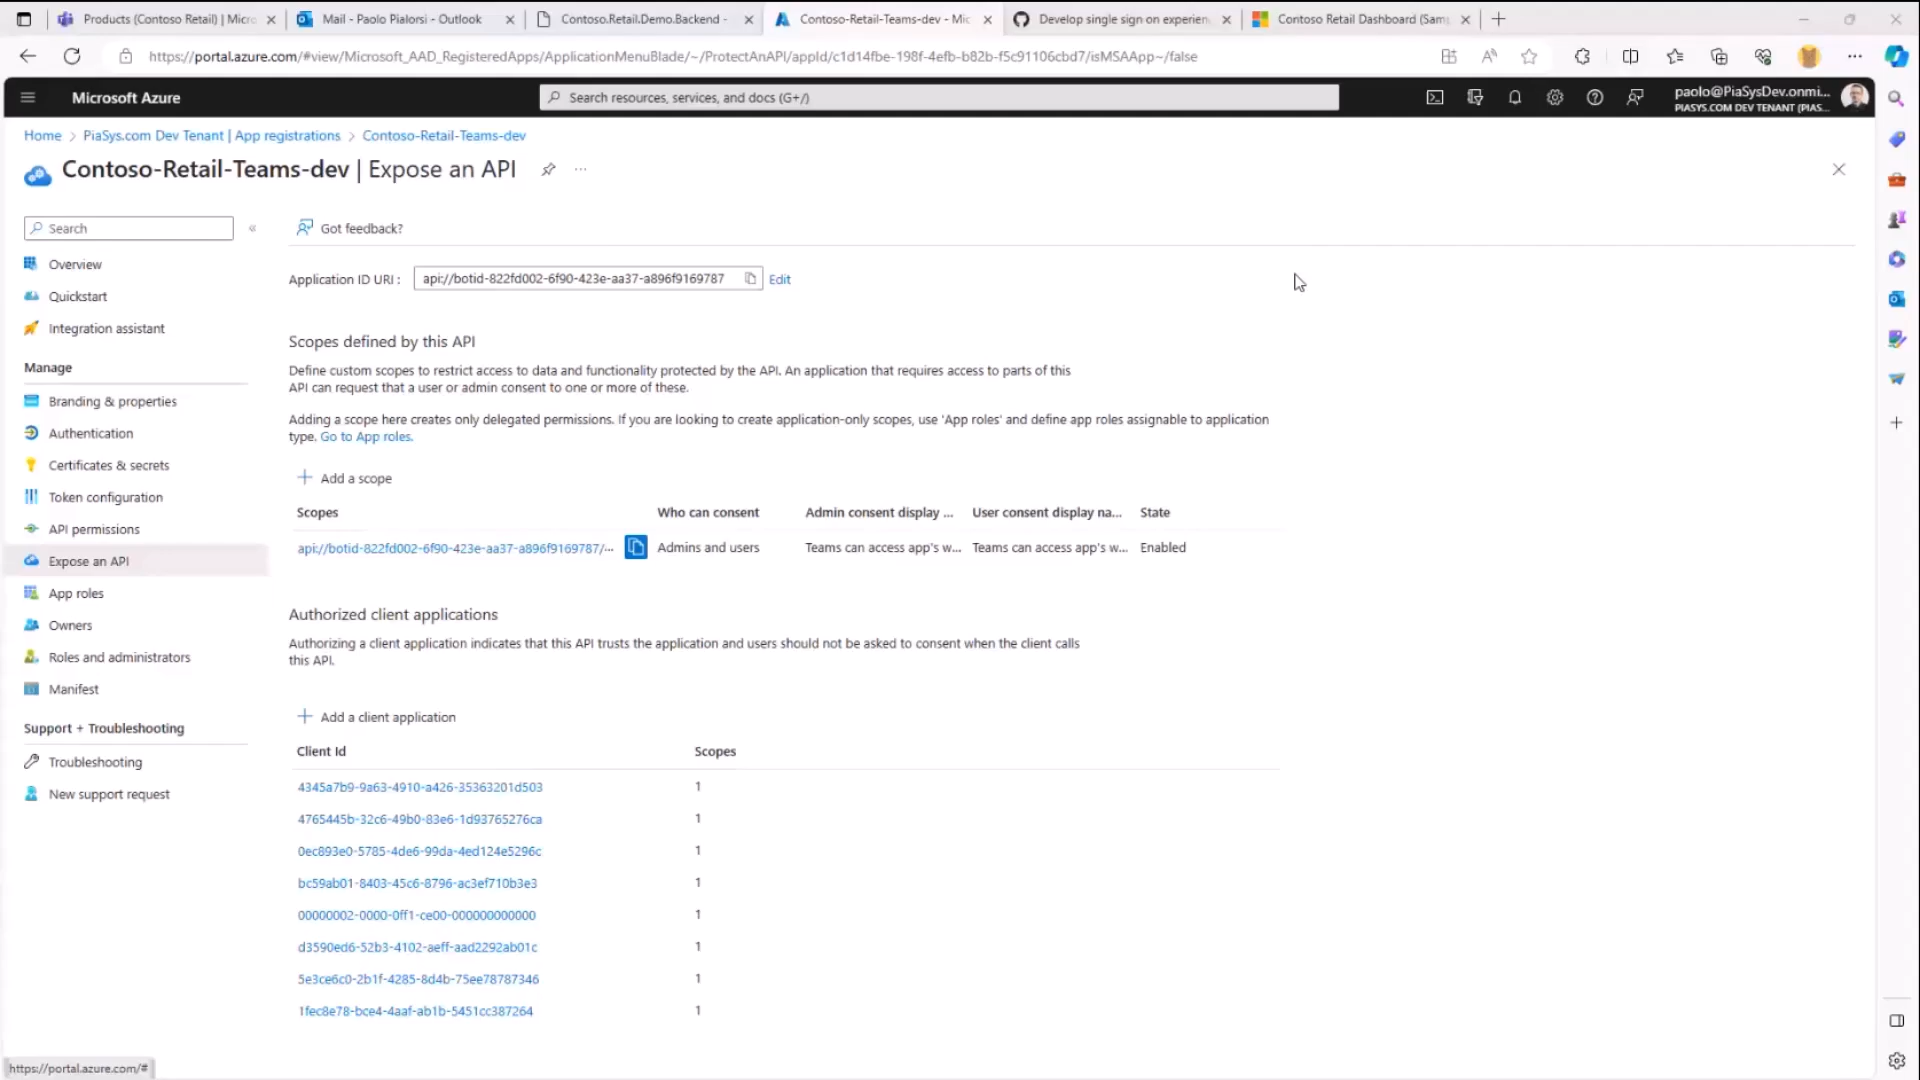 Products (Contoso Retail) | Micro
Mail - Paolo Pialorsi - Outlook
Contoso.Retail.Demo.Backend -
Contoso-Retail-Teams-dev - Mic
Develop single sign on experien
Contoso Retail Dashboard (Sam
https://portal.azure.com/#view/Microsoft_AAD_RegisteredApps/ApplicationMenuBlade/~/ProtectAnAPI/appId/c1d14fbe-198f-4efb-b82b-f5c91106cbd7/isMSAApp~/false
Microsoft Azure
Search resources, services, and docs (G+/)
paolo@PiaSysDev.onmi...
PIASYS.COM DEV TENANT (PIAS...
Home > PiaSys.com Dev Tenant | App registrations > Contoso-Retail-Teams-dev
Contoso-Retail-Teams-dev | Expose an API
Search
Got feedback?
Overview
Quickstart
Integration assistant
Manage
Branding & properties
Authentication
Certificates & secrets
Token configuration
API permissions
Expose an API
App roles
Owners
Roles and administrators
Manifest
Support + Troubleshooting
Troubleshooting
New support request
Application ID URI : api://botid-822fd002-6f90-423e-aa37-a896f9169787 Edit
Scopes defined by this API
Define custom scopes to restrict access to data and functionality protected by the API. An application that requires access to parts of this
API can request that a user or admin consent to one or more of these.
Adding a scope here creates only delegated permissions. If you are looking to create application-only scopes, use 'App roles' and define app roles assignable to application
type. Go to App roles.
Add a scope
Scopes Who can consent Admin consent display ... User consent display na... State
api://botid-822fd002-6f90-423e-aa37-a896f9169787/... Admins and users Teams can access app's w... Teams can access app's w... Enabled
Authorized client applications
Authorizing a client application indicates that this API trusts the application and users should not be asked to consent when the client calls
this API.
Add a client application
Client Id Scopes
4345a7b9-9a63-4910-a426-35363201d503 1
4765445b-32c6-49b0-83e6-1d93765276ca 1
0ec893e0-5785-4de6-99da-4ed124e5296c 1
bc59ab01-8403-45c6-8796-ac3ef710b3e3 1
00000002-0000-0ff1-ce00-000000000000 1
d3590ed6-52b3-4102-aeff-aad2292ab01c 1
5e3ce6c0-2b1f-4285-8d4b-75ee78787346 1
1fec8e78-bce4-4aaf-ab1b-5451cc387264 1
https://portal.azure.com/#